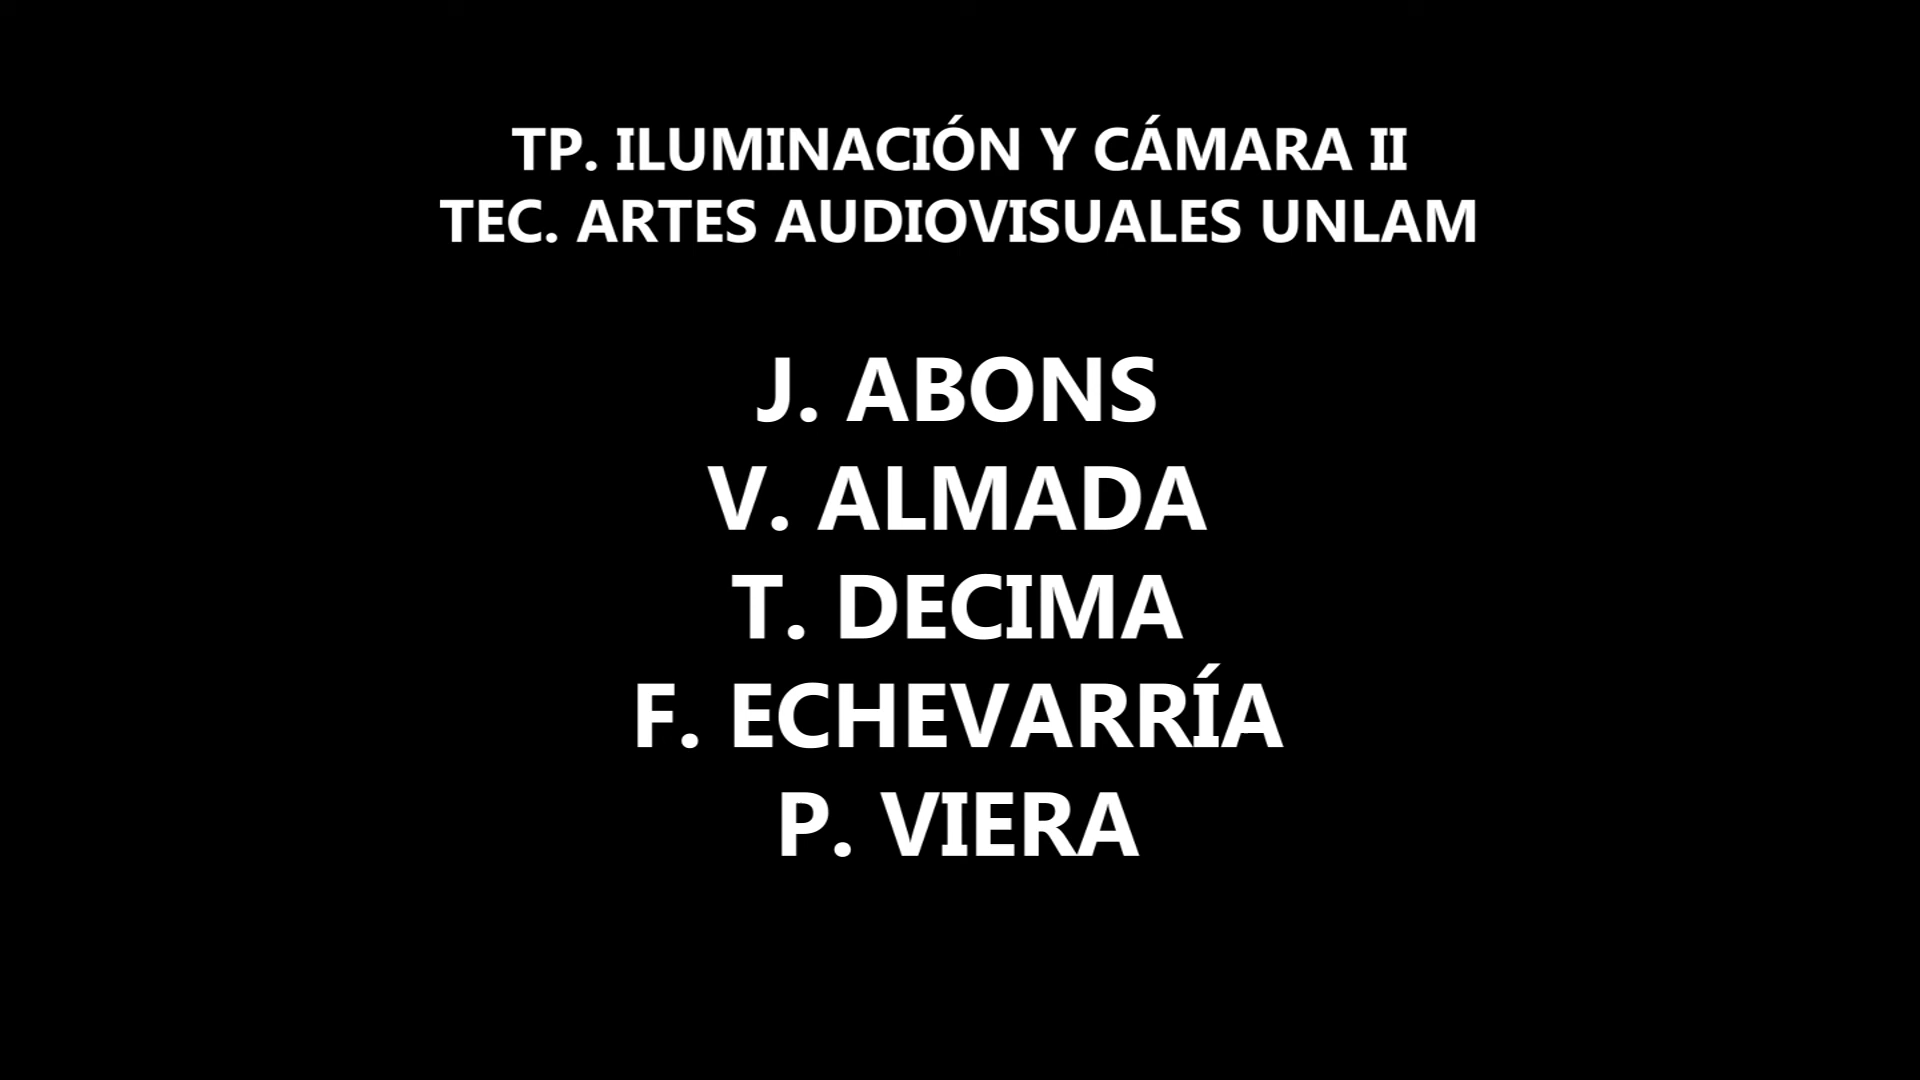 TP. ILUMINACIÓN Y CÁMARA II
TEC. ARTES AUDIOVISUALES UNLAM
J. ABONS
V. ALMADA
T. DECIMA
F. ECHEVARRÍA
P. VIERA